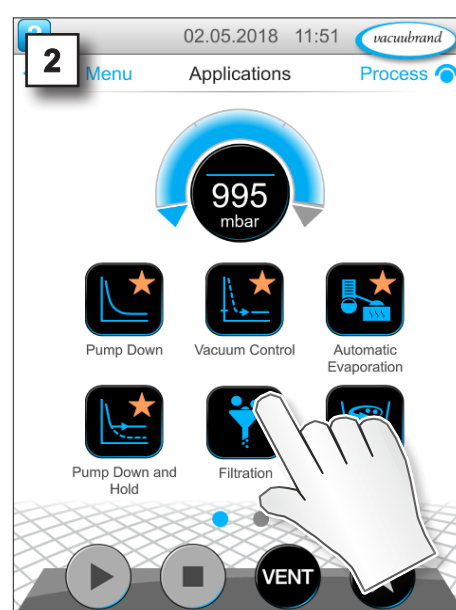 02.05.2018 11:51 vacuubrand
2
Menu Applications Process
995
mbar
Pump Down Vacuum Control Automatic
Evaporation
Pump Down and
Hold
Filtration
VENT